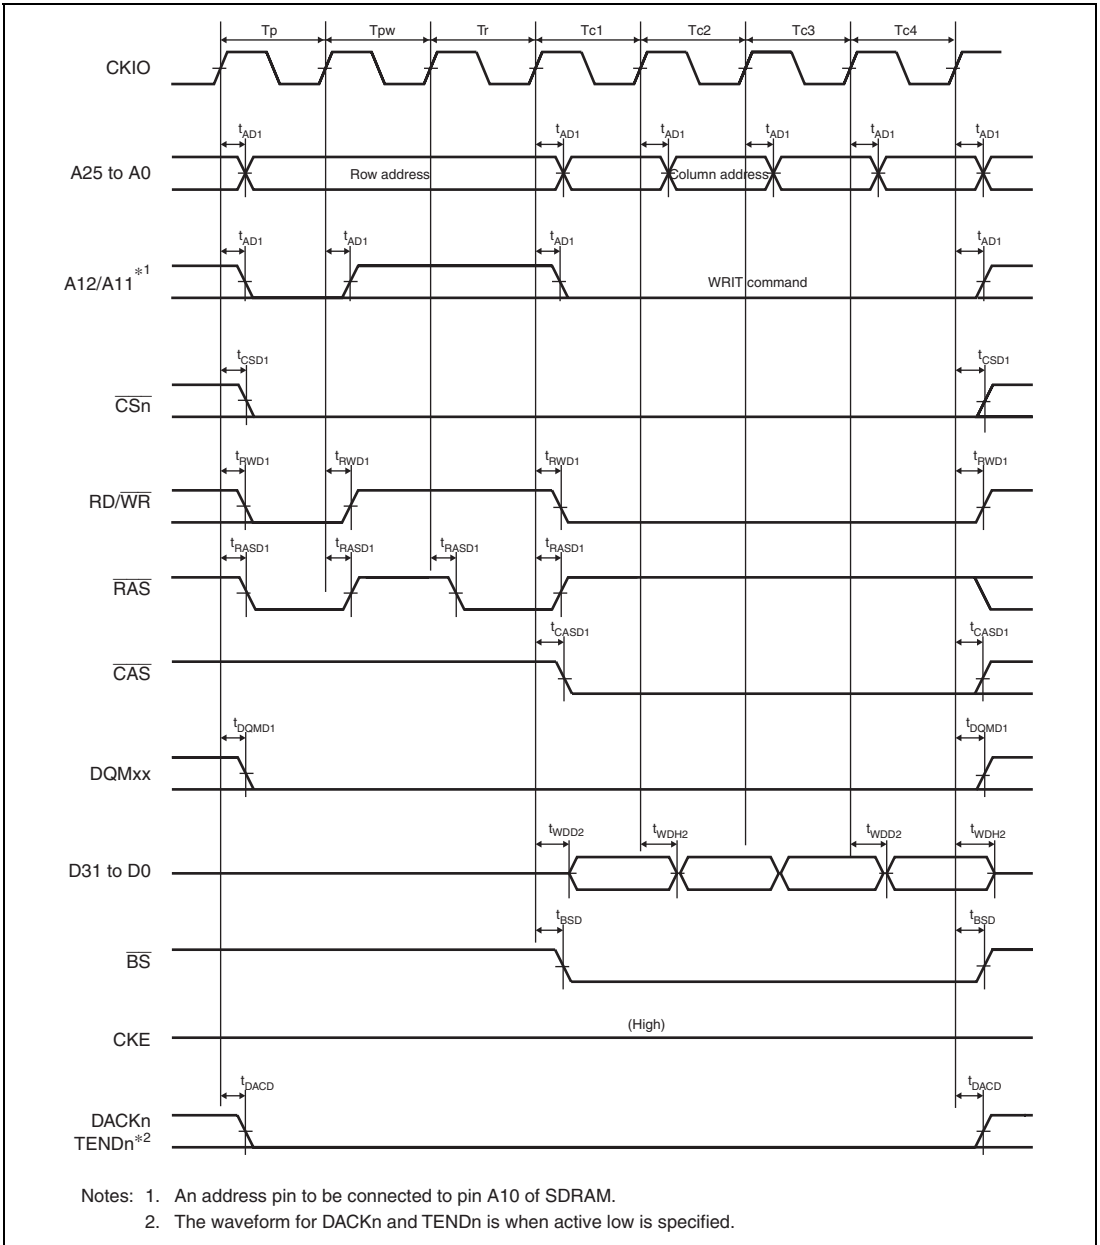 Tp Tpw Tr Tc1 Tc2 Tc3 Tc4
CKIO
tAD1 tAD1 tAD1 tAD1 tAD1 tAD1
A25 to A0 Row address Column address
tAD1 tAD1 tAD1 tAD1
A12/A11*1 WRIT command
tCSD1 tCSD1
CSn
tRWD1 tRWD1 tRWD1 tRWD1
RD/WR
tRASD1 tRASD1 tRASD1 tRASD1
RAS
tCASD1 tCASD1
CAS
tDQMD1 tDQMD1
DQMxx
tWDD2 tWDH2 tWDD2 tWDH2
D31 to D0
tBSD tBSD
BS
(High)
CKE
tDACD tDACD
DACKn
TENDn*2
Notes: 1. An address pin to be connected to pin A10 of SDRAM.
2. The waveform for DACKn and TENDn is when active low is specified.